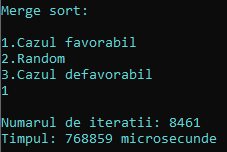 Merge sort:
1.Cazul favorabil
2.Random
3.Cazul defavorabil
1
Numarul de iteratii: 8461
Timpul: 768859 microsecunde